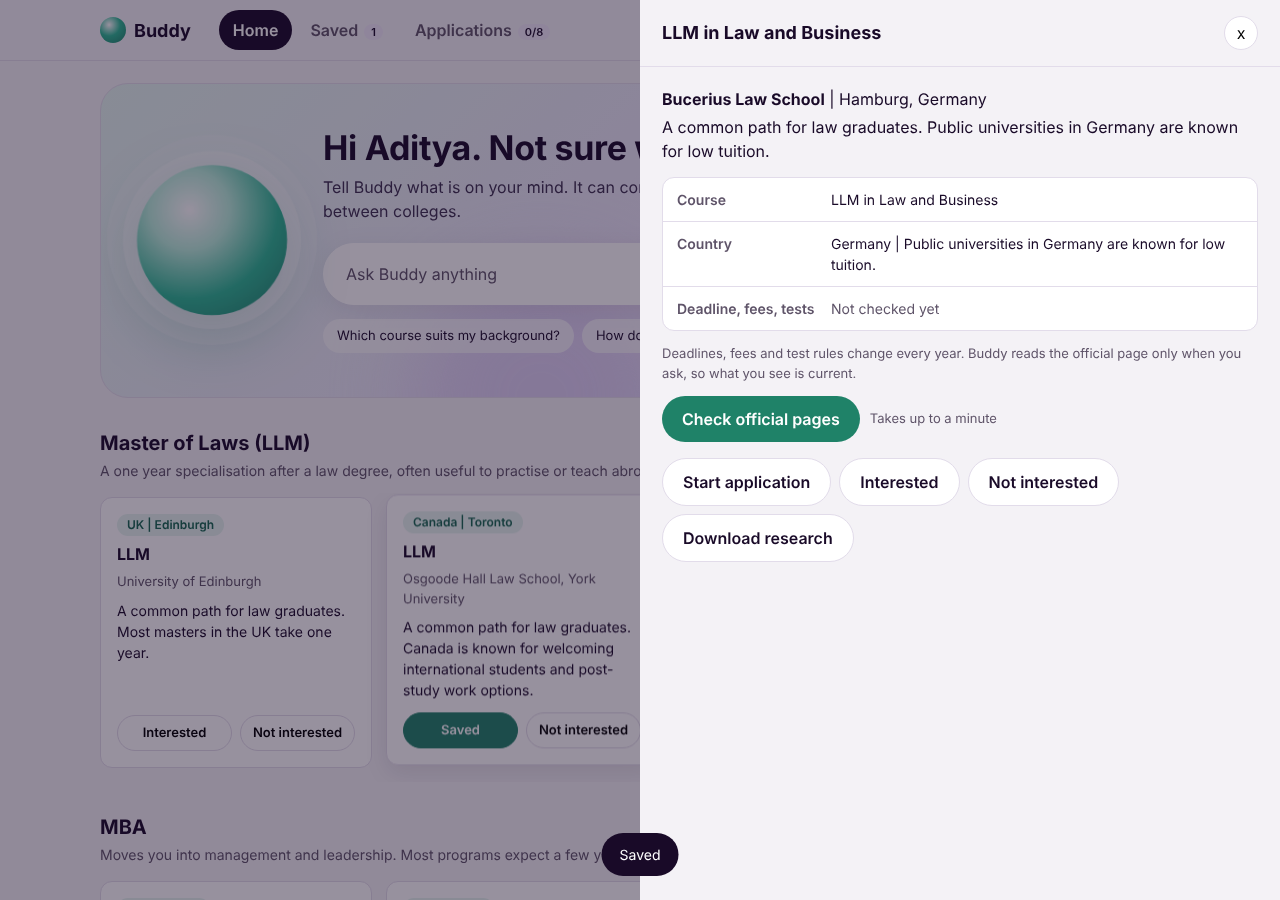 Buddy
Home
Saved 1
Applications 0/8
Hi Aditya. Not sure
Tell Buddy what is on your mind. It can
between colleges.
Ask Buddy anything
Which course suits my background?
How do
Master of Laws (LLM)
A one year specialisation after a law degree, often useful to practise or teach
UK | Edinburgh
LLM
University of Edinburgh
A common path for law graduates.
Most masters in the UK take one
year.
Interested
Not interested
Canada | Toronto
LLM
Osgoode Hall Law School, York
University
A common path for law graduates.
Canada is known for welcoming
international students and post-
study work options.
Saved
Not interested
MBA
Moves you into management and leadership. Most programs expect a few
Saved
LLM in Law and Business
x
Bucerius Law School | Hamburg, Germany
A common path for law graduates. Public universities in Germany are known
for low tuition.
Course
LLM in Law and Business
Country
Germany | Public universities in Germany are known for low
tuition.
Deadline, fees, tests
Not checked yet
Deadlines, fees and test rules change every year. Buddy reads the official page only when you
ask, so what you see is current.
Check official pages
Takes up to a minute
Start application
Interested
Not interested
Download research